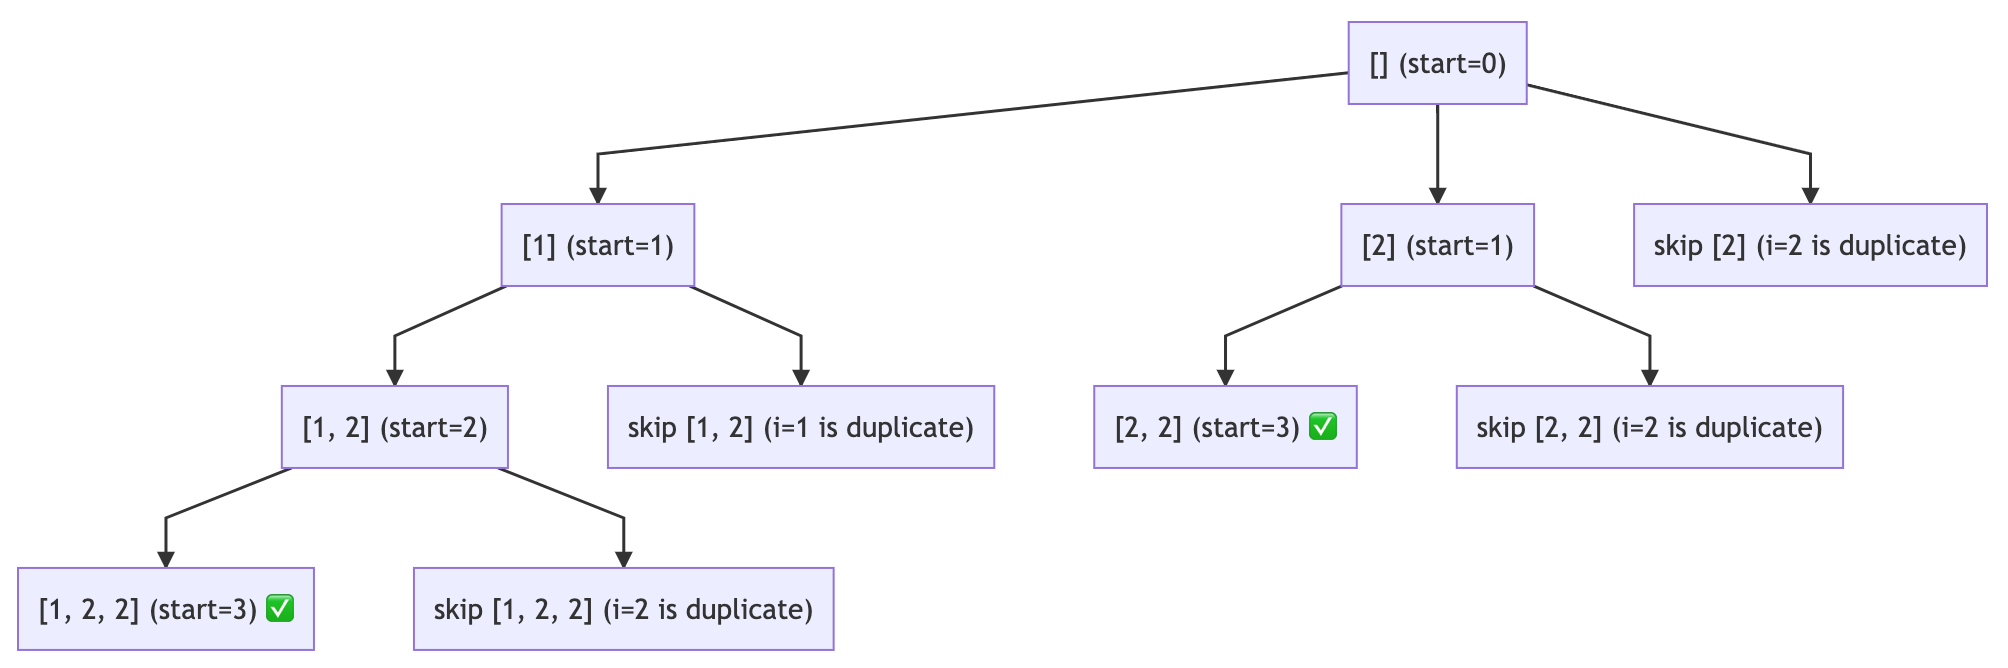 [] (start=0)
[1] (start=1)
[2] (start=1)
skip [2] (i=2 is duplicate)
[1, 2] (start=2)
skip [1, 2] (i=1 is duplicate)
[2, 2] (start=3) ✅
skip [2, 2] (i=2 is duplicate)
[1, 2, 2] (start=3) ✅
skip [1, 2, 2] (i=2 is duplicate)